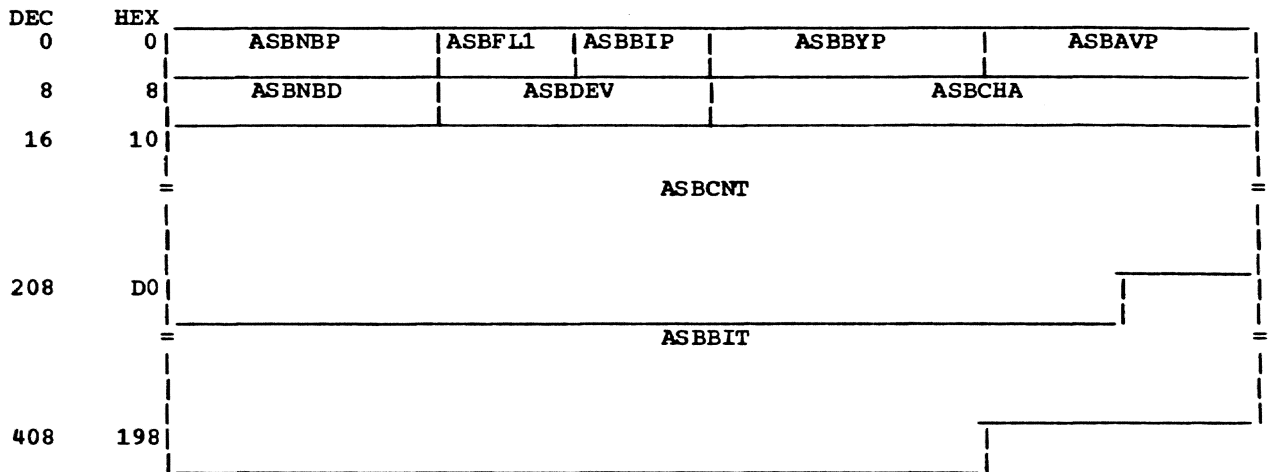 DEC HEX
0 0 ASBNBP ASBFL1 ASBBIP ASBBYP ASBAVP
8 8 ASBNBD ASBDEV ASBCHA
16 10
ASBCNT
208 D0
ASBBIT
408 198